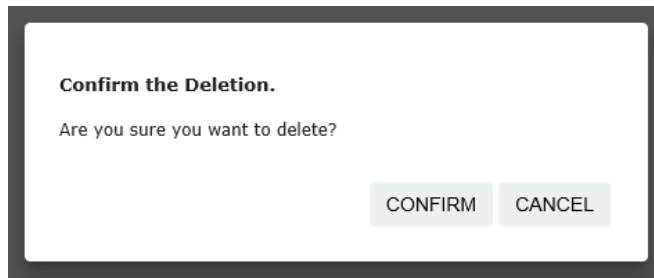 Confirm the Deletion.
Are you sure you want to delete?
CONFIRM CANCEL